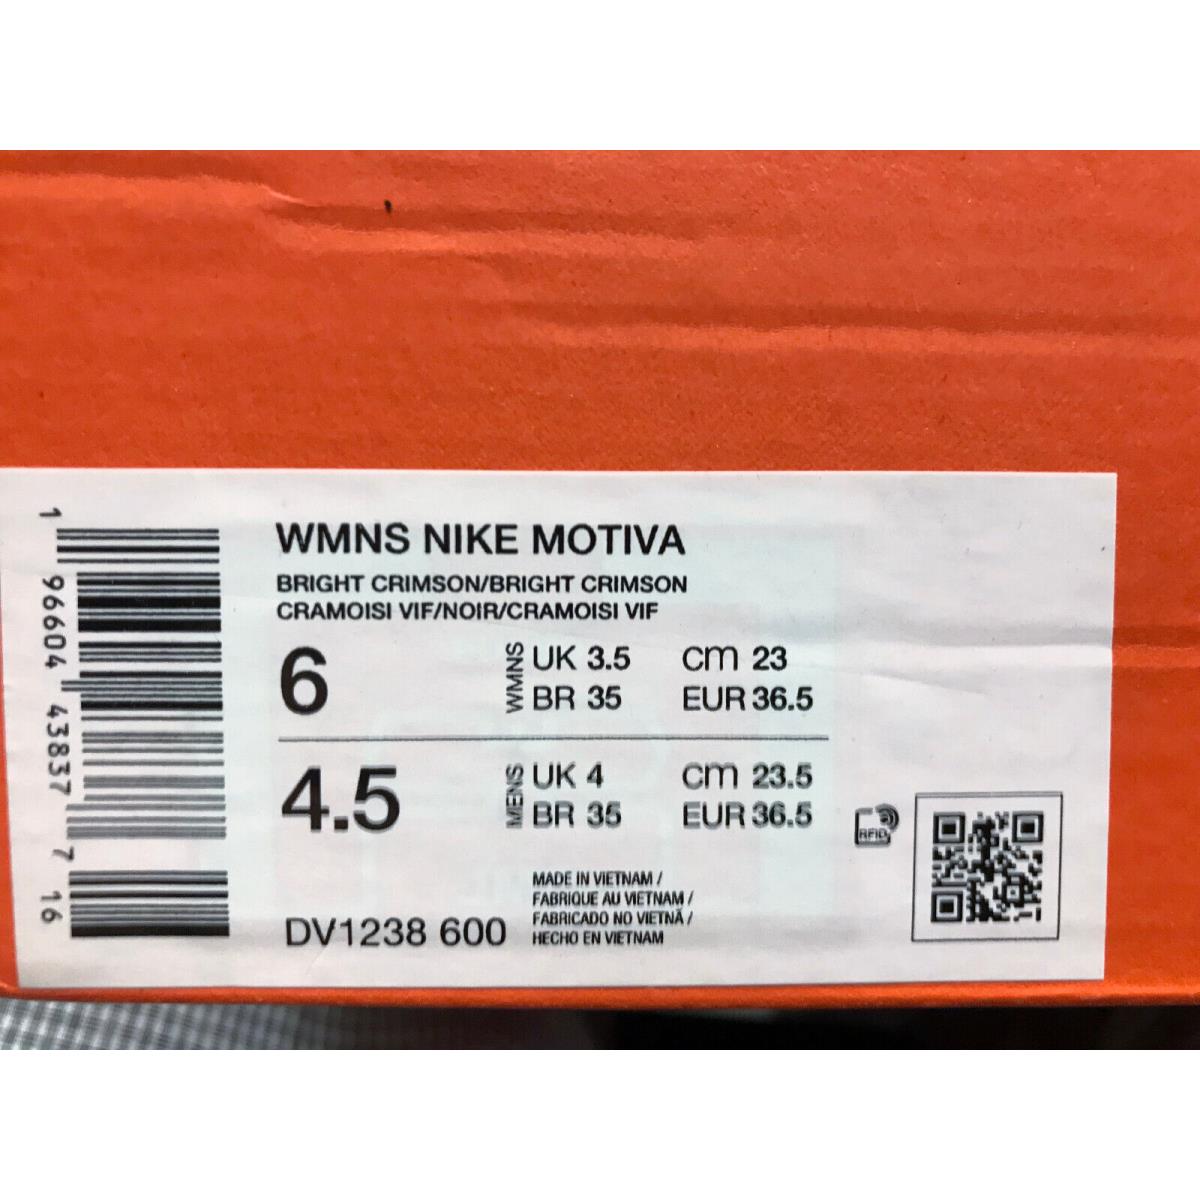 WMNS NIKE MOTIVA
BRIGHT CRIMSON/BRIGHT CRIMSON
CRAMOISI VIF/NOIR/CRAMOISI VIF
6 WMNS UK 3.5 cm 23
BR 35 EUR 36.5
4.5 MENS UK 4 cm 23.5
BR 35 EUR 36.5
MADE IN VIETNAM /
FABRIQUE AU VIETNAM /
FABRICADO NO VIETNÃ /
HECHO EN VIETNAM
DV1238 600
RFID
1 96604 43837 7 16